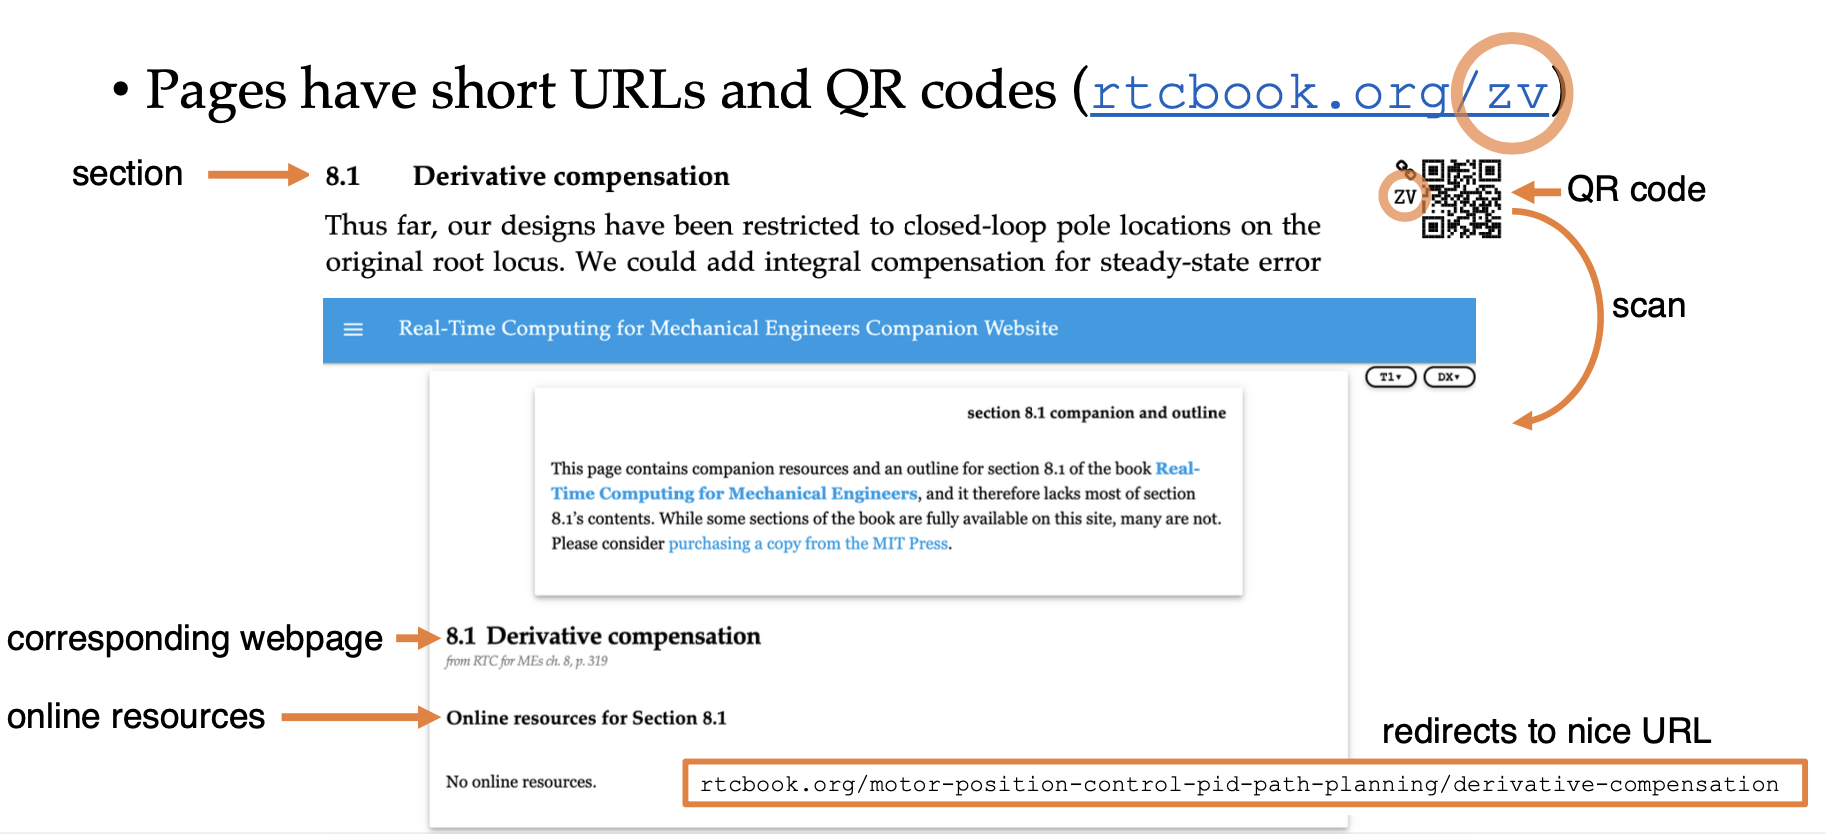 • Pages have short URLs and QR codes (rtcbook.org/zv)
section
8.1 Derivative compensation
ZV
QR code
Thus far, our designs have been restricted to closed-loop pole locations on the
original root locus. We could add integral compensation for steady-state error
scan
Real-Time Computing for Mechanical Engineers Companion Website
T1▾ DX▾
section 8.1 companion and outline
This page contains companion resources and an outline for section 8.1 of the book Real-
Time Computing for Mechanical Engineers, and it therefore lacks most of section
8.1's contents. While some sections of the book are fully available on this site, many are not.
Please consider purchasing a copy from the MIT Press.
corresponding webpage
8.1 Derivative compensation
from RTC for MEs ch. 8, p. 319
online resources
Online resources for Section 8.1
redirects to nice URL
No online resources.
rtcbook.org/motor-position-control-pid-path-planning/derivative-compensation